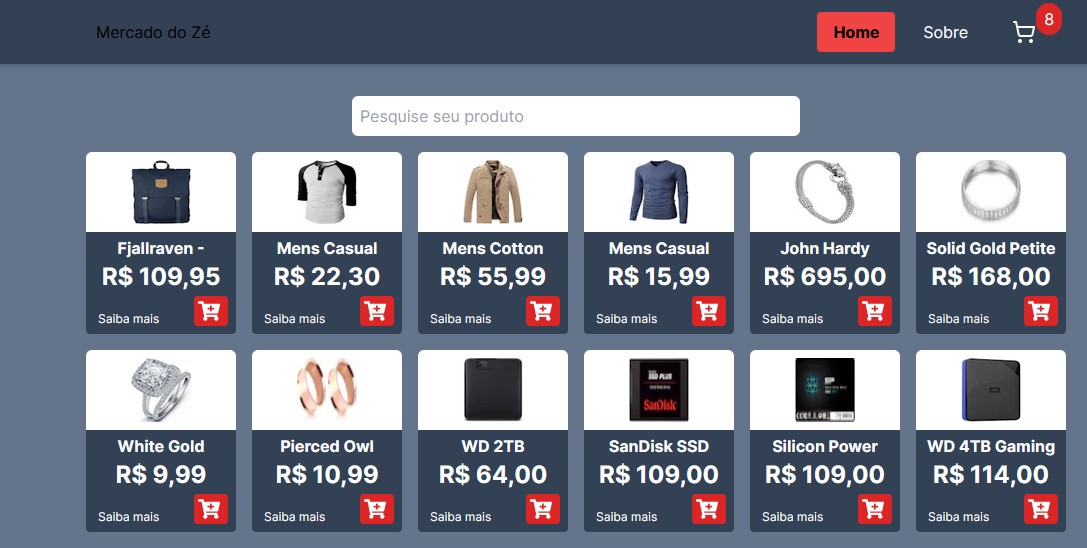 Mercado do Zé
Home
Sobre
8
Pesquise seu produto
Fjallraven -
R$ 109,95
Saiba mais
Mens Casual
R$ 22,30
Saiba mais
Mens Cotton
R$ 55,99
Saiba mais
Mens Casual
R$ 15,99
Saiba mais
John Hardy
R$ 695,00
Saiba mais
Solid Gold Petite
R$ 168,00
Saiba mais
White Gold
R$ 9,99
Saiba mais
Pierced Owl
R$ 10,99
Saiba mais
WD 2TB
R$ 64,00
Saiba mais
SSD PLUS
SanDisk
SanDisk SSD
R$ 109,00
Saiba mais
SP
Silicon Power
R$ 109,00
Saiba mais
WD 4TB Gaming
R$ 114,00
Saiba mais